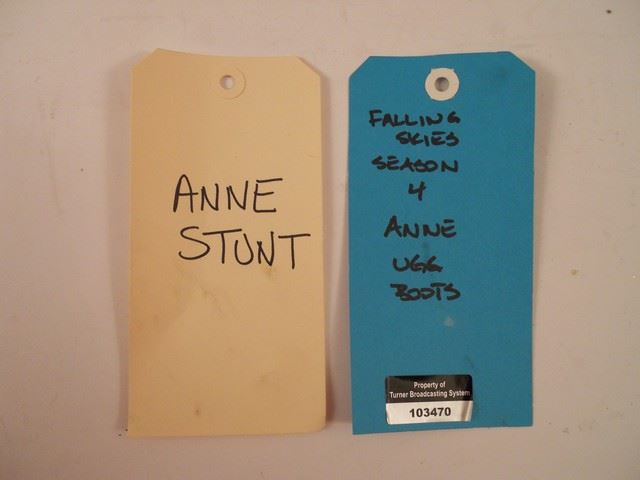 ANNE
STUNT
FALLING
SKIES
SEASON
4
ANNE
UGG
BOOTS
Property of
Turner Broadcasting System
103470